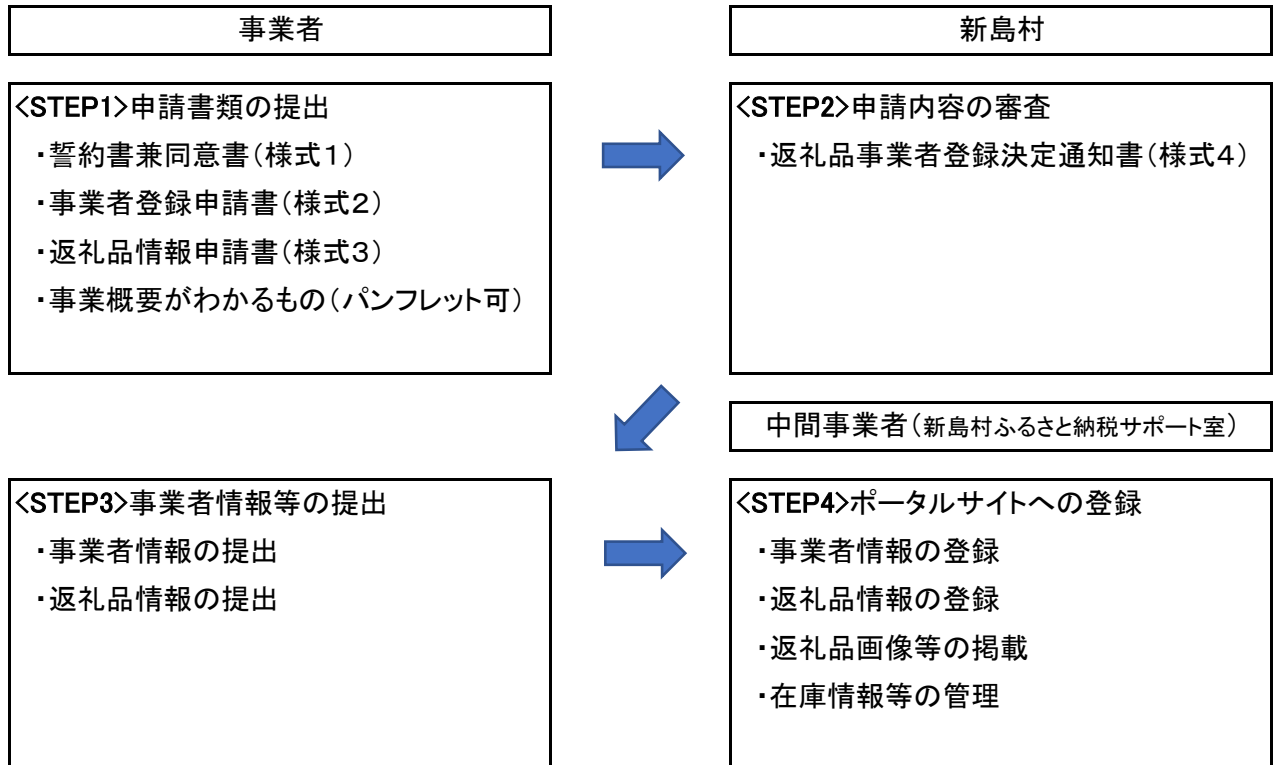 事業者
新島村
<STEP1>申請書類の提出
・誓約書兼同意書(様式1)
・事業者登録申請書(様式2)
・返礼品情報申請書(様式3)
・事業概要がわかるもの(パンフレット可)
<STEP2>申請内容の審査
・返礼品事業者登録決定通知書(様式4)
中間事業者(新島村ふるさと納税サポート室)
<STEP3>事業者情報等の提出
・事業者情報の提出
・返礼品情報の提出
<STEP4>ポータルサイトへの登録
・事業者情報の登録
・返礼品情報の登録
・返礼品画像等の掲載
・在庫情報等の管理